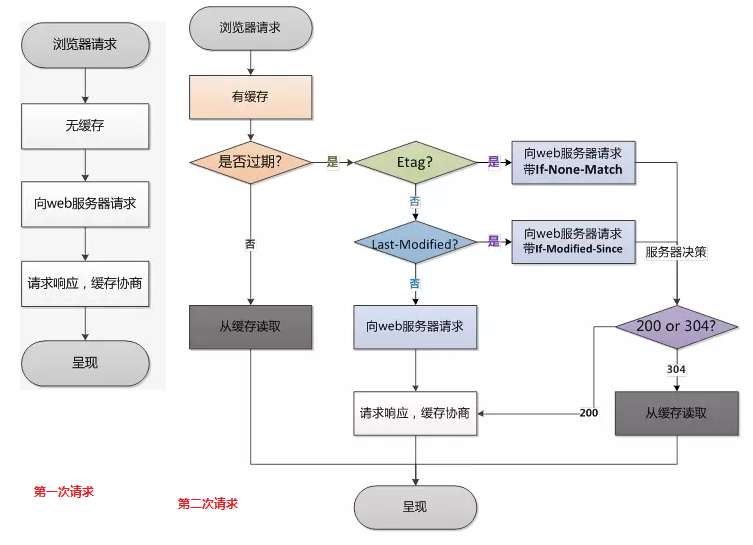 浏览器请求
无缓存
向web服务器请求
请求响应，缓存协商
呈现
第一次请求
浏览器请求
有缓存
是否过期?
是
Etag?
是
向web服务器请求
带If-None-Match
否
否
Last-Modified?
是
向web服务器请求
带If-Modified-Since
服务器决策
否
从缓存读取
向web服务器请求
200 or 304?
304
200
请求响应，缓存协商
从缓存读取
呈现
第二次请求